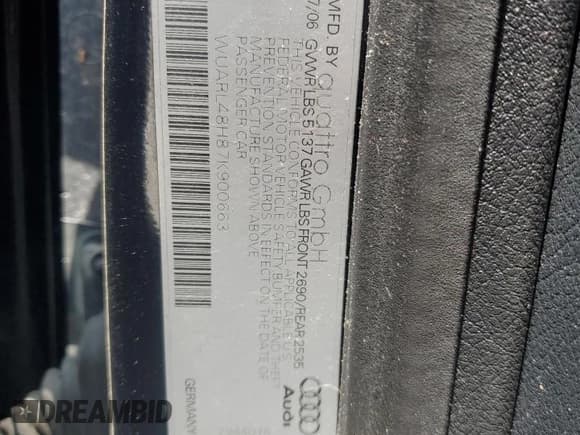 MFD. BY quattro GmbH
7/06 GVWR LBS 5137 GAWR LBS FRONT 2690/REAR 2535
THIS VEHICLE CONFORMS TO ALL APPLICABLE U.S.
FEDERAL MOTOR VEHICLE SAFETY BUMPER AND THEFT
PREVENTION STANDARDS IN EFFECT ON THE DATE OF
MANUFACTURE SHOWN ABOVE
PASSENGER CAR
WUARL48H87K900663
Audi
GERMANY
DREAMBID